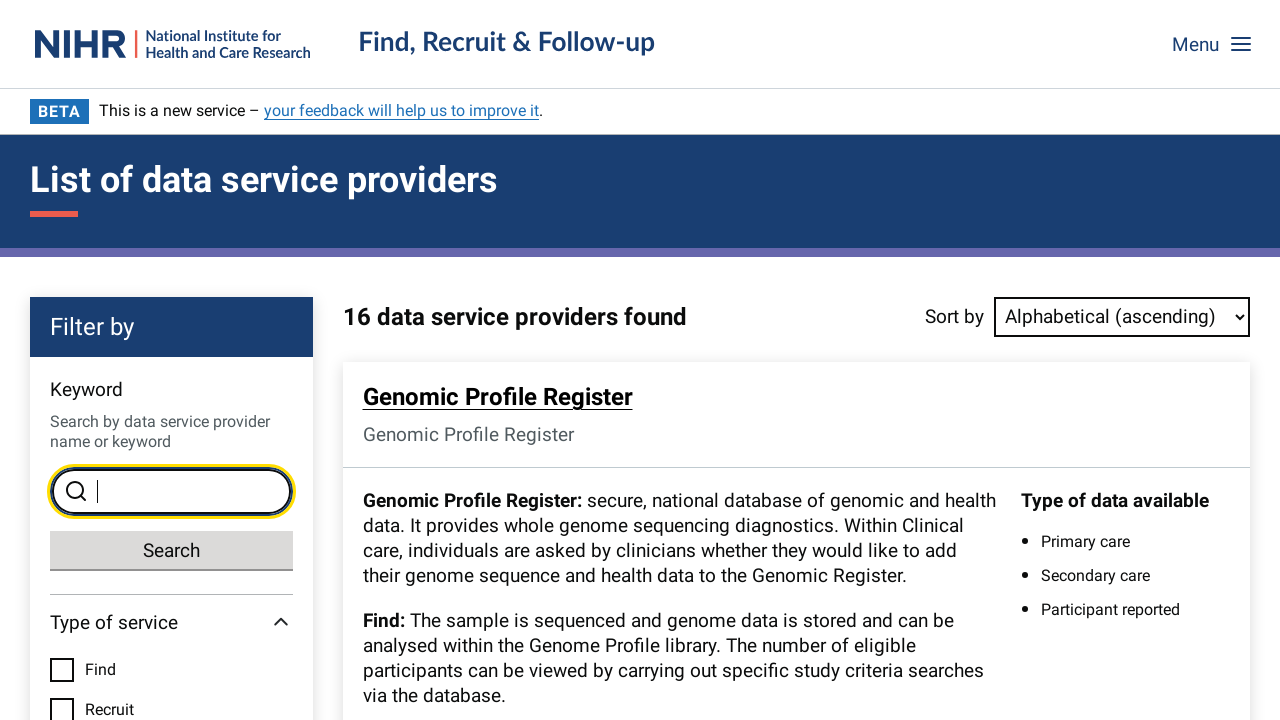 NIHR | National Institute for
Health and Care Research
Find, Recruit & Follow-up
Menu
BETA This is a new service – your feedback will help us to improve it.
List of data service providers
Filter by
Keyword
Search by data service provider
name or keyword
Search
Type of service
Find
Recruit
16 data service providers found
Sort by Alphabetical (ascending)
Genomic Profile Register
Genomic Profile Register
Genomic Profile Register: secure, national database of genomic and health
data. It provides whole genome sequencing diagnostics. Within Clinical
care, individuals are asked by clinicians whether they would like to add
their genome sequence and health data to the Genomic Register.
Find: The sample is sequenced and genome data is stored and can be
analysed within the Genome Profile library. The number of eligible
participants can be viewed by carrying out specific study criteria searches
via the database.
Type of data available
Primary care
Secondary care
Participant reported